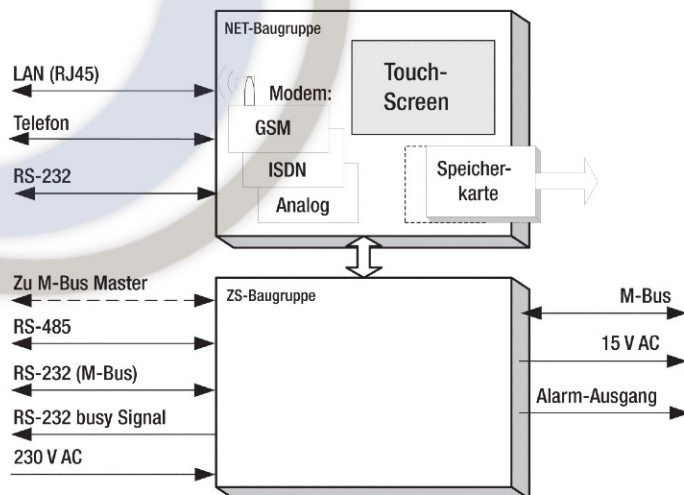 NET-Baugruppe
LAN (RJ45)
Telefon
RS-232
Modem:
GSM
ISDN
Analog
Touch-
Screen
Speicher-
karte
Zu M-Bus Master
RS-485
RS-232 (M-Bus)
RS-232 busy Signal
230 V AC
ZS-Baugruppe
M-Bus
15 V AC
Alarm-Ausgang